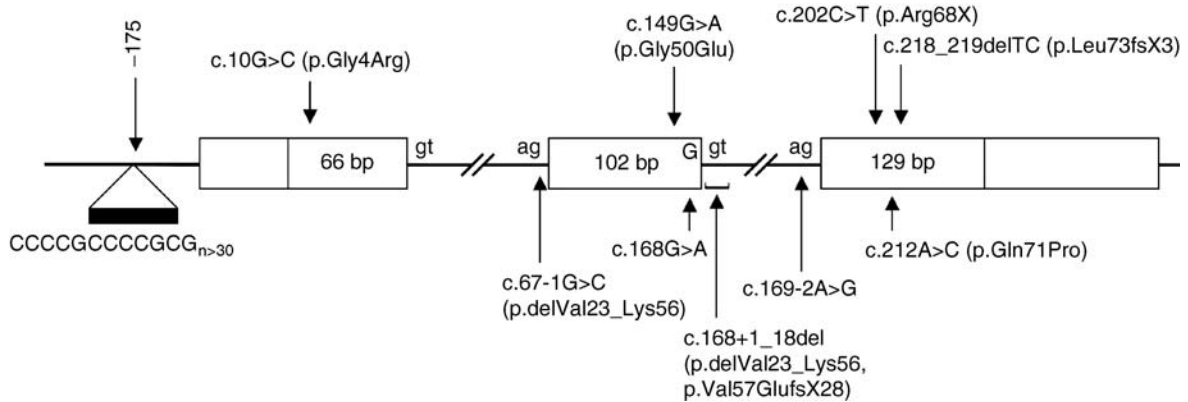 –175
c.10G>C (p.Gly4Arg)
c.149G>A
(p.Gly50Glu)
c.202C>T (p.Arg68X)
c.218_219delTC (p.Leu73fsX3)
66 bp
gt
ag
102 bp
G
gt
ag
129 bp
CCCCGCCCCGCGn>30
c.67-1G>C
(p.delVal23_Lys56)
c.168G>A
c.168+1_18del
(p.delVal23_Lys56,
p.Val57GlufsX28)
c.169-2A>G
c.212A>C (p.Gln71Pro)